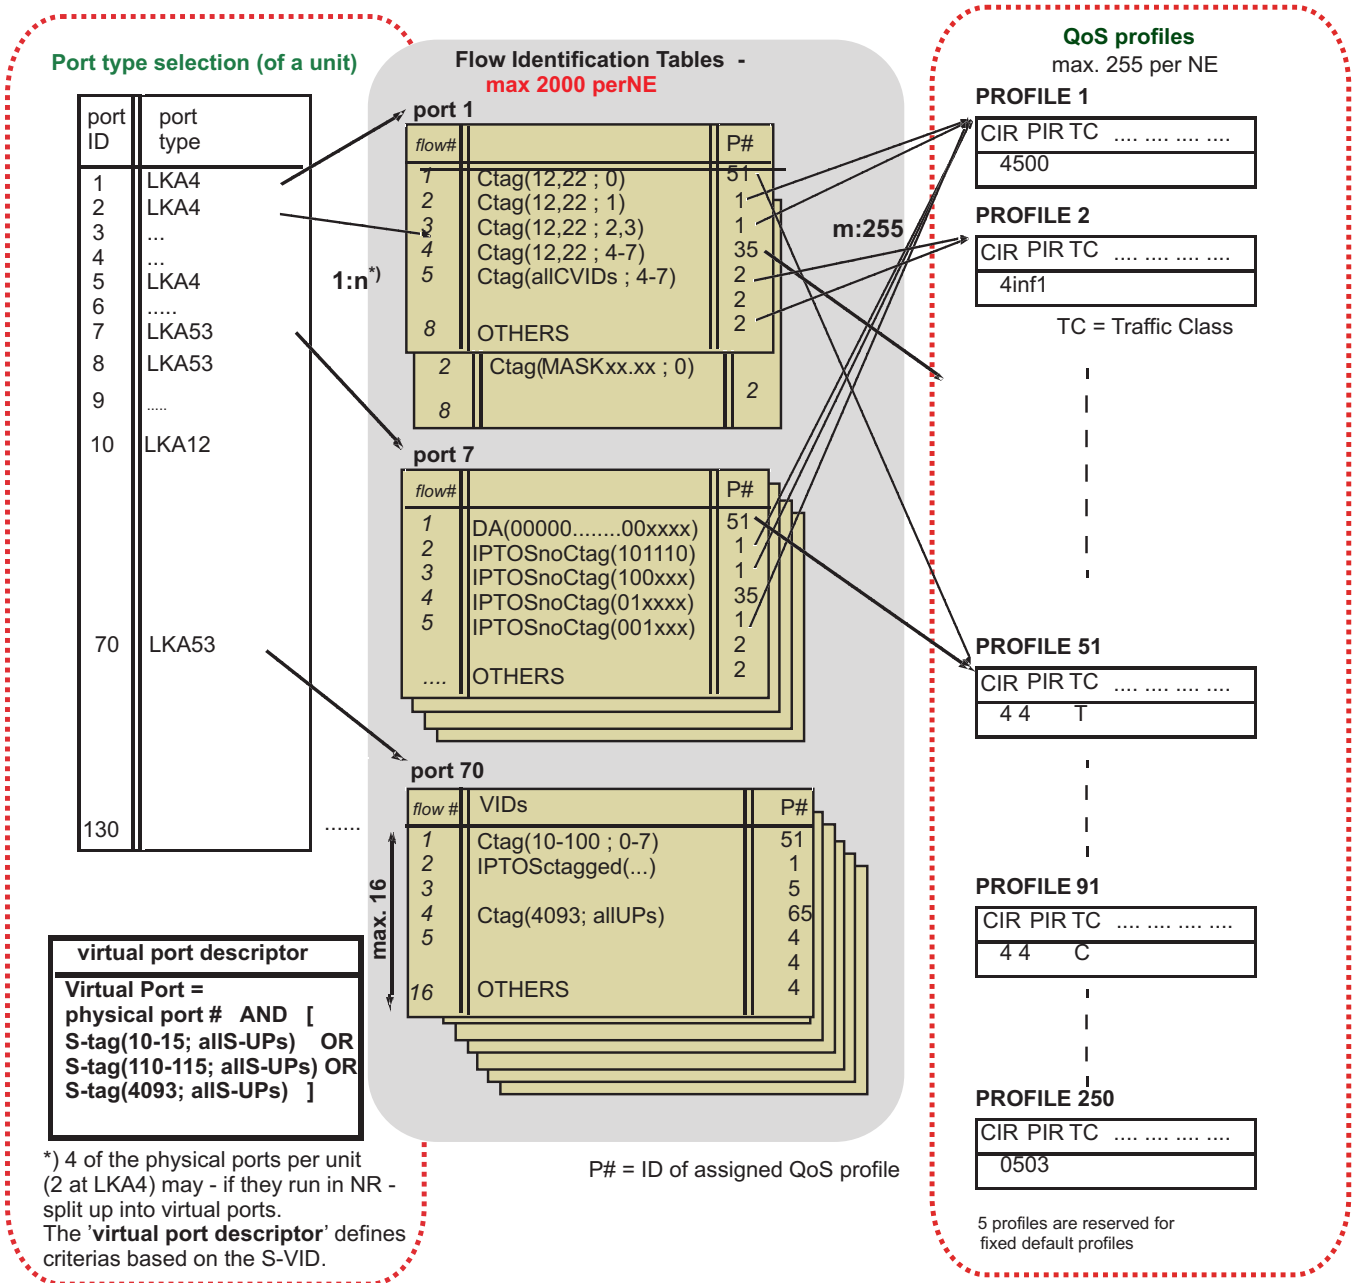 Port type selection (of a unit)
port ID port type
1 LKA4
2 LKA4
3 ...
4 ...
5 LKA4
6 .....
7 LKA53
8 LKA53
9 .....
10 LKA12
70 LKA53
130 ......
virtual port descriptor
Virtual Port =
physical port # AND [
S-tag(10-15; allS-UPs) OR
S-tag(110-115; allS-UPs) OR
S-tag(4093; allS-UPs) ]
*) 4 of the physical ports per unit
(2 at LKA4) may - if they run in NR -
split up into virtual ports.
The 'virtual port descriptor' defines
criterias based on the S-VID.
1:n*)
Flow Identification Tables -
max 2000 perNE
port 1
flow# P#
1 Ctag(12,22 ; 0) 51
2 Ctag(12,22 ; 1) 1
3 Ctag(12,22 ; 2,3) 1
4 Ctag(12,22 ; 4-7) 35
5 Ctag(allCVIDs ; 4-7) 2
2
8 OTHERS 2
2 Ctag(MASKxx.xx ; 0)
2
8
port 7
flow# P#
1 DA(00000........00xxxx) 51
2 IPTOSnoCtag(101110) 1
3 IPTOSnoCtag(100xxx) 1
4 IPTOSnoCtag(01xxxx) 35
5 IPTOSnoCtag(001xxx) 1
2
.... OTHERS 2
port 70
flow # VIDs P#
1 Ctag(10-100 ; 0-7) 51
2 IPTOSctagged(...) 1
3 5
4 Ctag(4093; allUPs) 65
5 4
4
16 OTHERS 4
max. 16
P# = ID of assigned QoS profile
m:255
QoS profiles
max. 255 per NE
PROFILE 1
CIR PIR TC .... .... .... ....
4500
PROFILE 2
CIR PIR TC .... .... .... ....
4inf1
TC = Traffic Class
PROFILE 51
CIR PIR TC .... .... .... ....
4 4 T
PROFILE 91
CIR PIR TC .... .... .... ....
4 4 C
PROFILE 250
CIR PIR TC .... .... .... ....
0503
5 profiles are reserved for
fixed default profiles